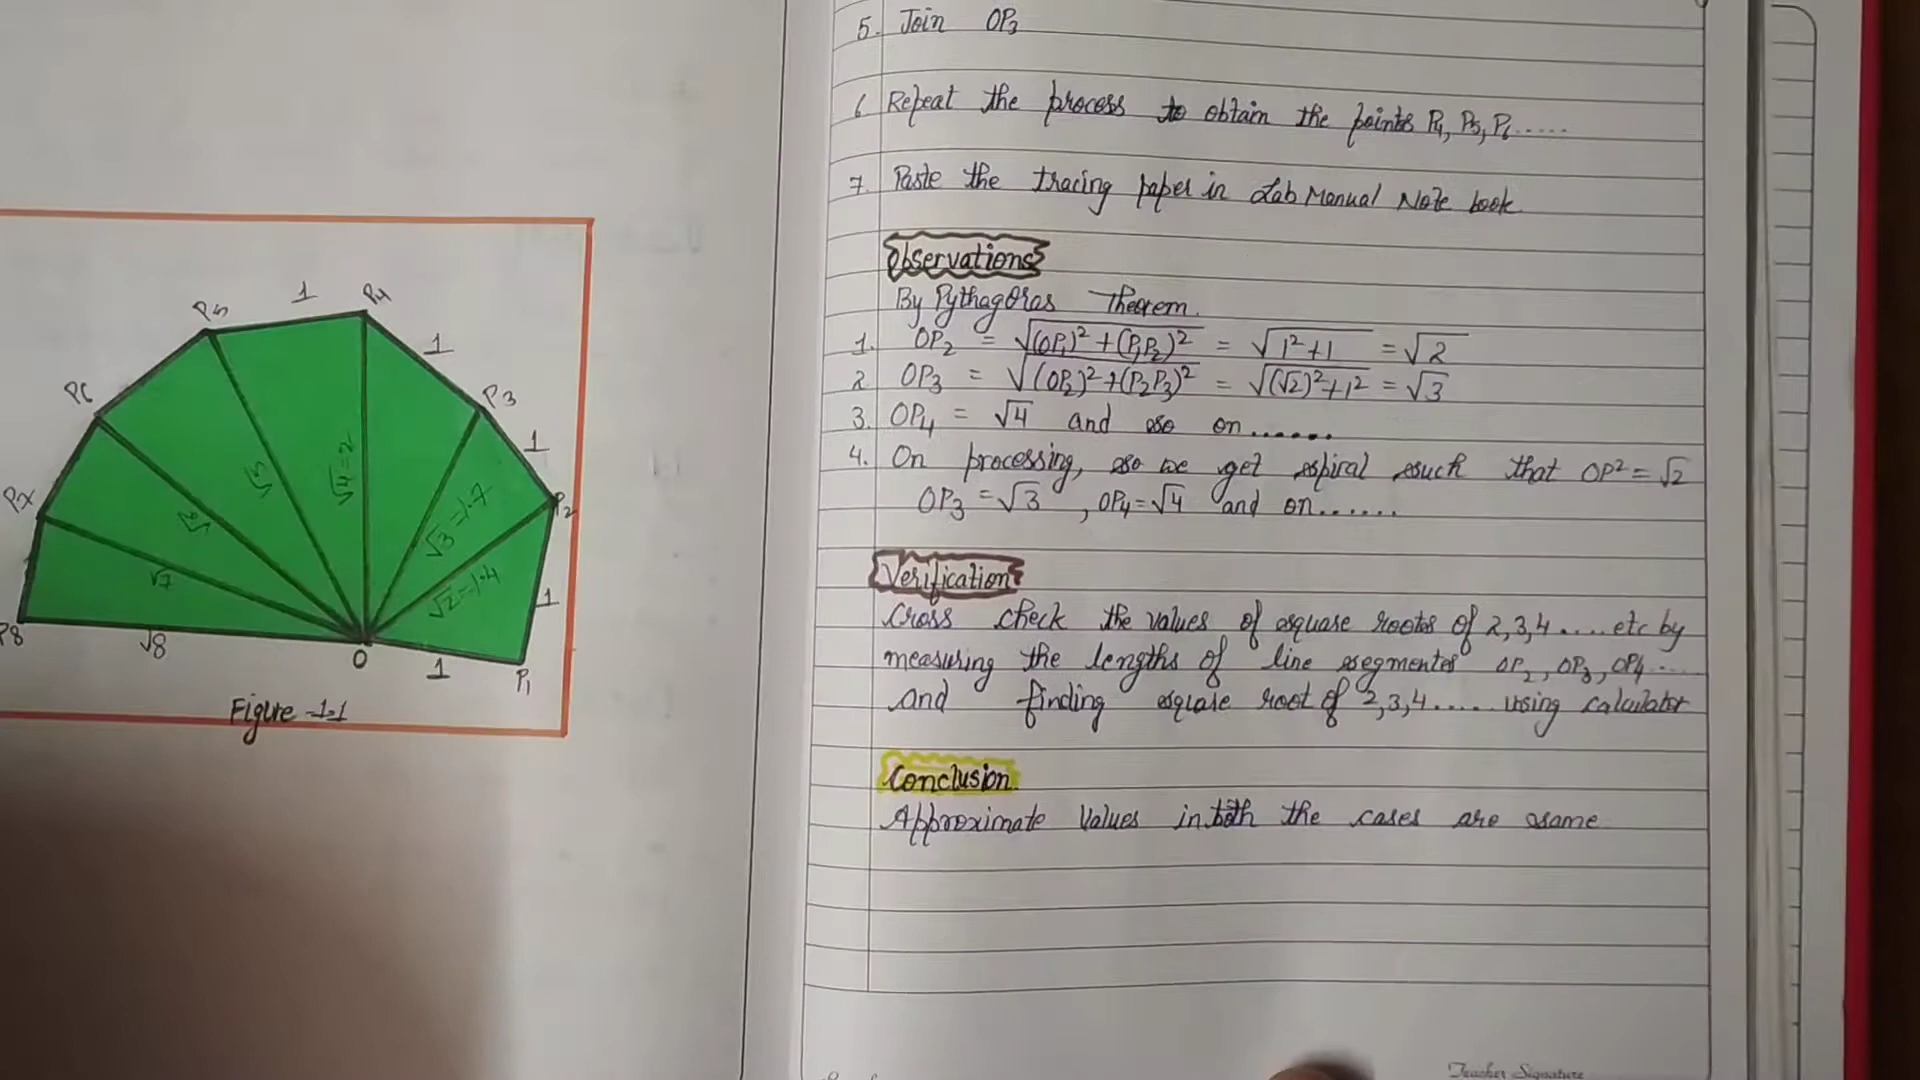 5. Join OP3
6 Repeat the process to obtain the points P4, P5, P6.....
7. Paste the tracing paper in Lab Manual Note book
Observations
By Pythagoras Theorem.
1. OP2 = √(OP1)² + (P1P2)² = √1²+1 = √2
2 OP3 = √(OP2)² + (P2P3)² = √(√2)²+1² = √3
3. OP4 = √4 and so on......
4. On processing, so we get spiral such that OP² = √2
OP3 = √3 , OP4 = √4 and on......
Verification
Cross check the values of square roots of 2,3,4 ....etc by
measuring the lengths of line segments OP2, OP3, OP4....
and finding square root of 2,3,4..... using calculator
Conclusion
Approximate values in both the cases are same
Teacher Signature
P5 1 P4
1
P6
P3
1
P7
P2
√5
√4=2
√3=1.7
√7
√2=1.4
1
P8
√8
O
1
P1
Figure -1.1